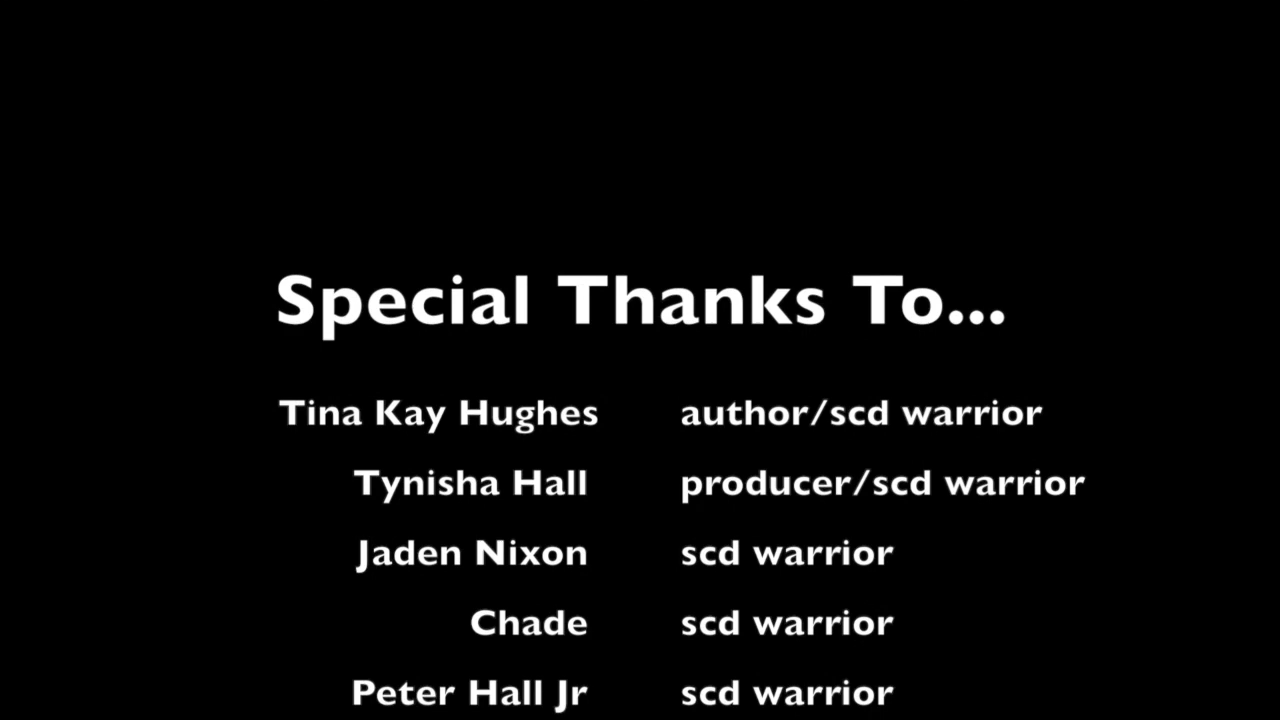 Special Thanks To...
Tina Kay Hughes author/scd warrior
Tynisha Hall producer/scd warrior
Jaden Nixon scd warrior
Chade scd warrior
Peter Hall Jr scd warrior